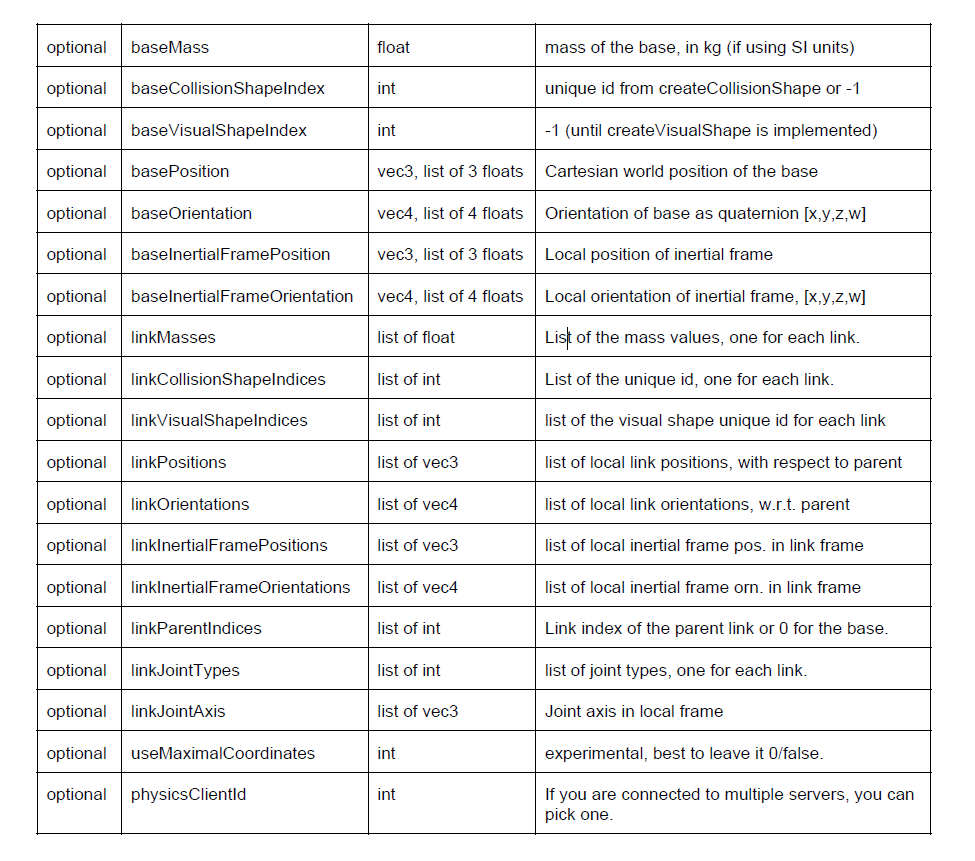 optional baseMass float mass of the base, in kg (if using SI units)
optional baseCollisionShapeIndex int unique id from createCollisionShape or -1
optional baseVisualShapeIndex int -1 (until createVisualShape is implemented)
optional basePosition vec3, list of 3 floats Cartesian world position of the base
optional baseOrientation vec4, list of 4 floats Orientation of base as quaternion [x,y,z,w]
optional baseInertialFramePosition vec3, list of 3 floats Local position of inertial frame
optional baseInertialFrameOrientation vec4, list of 4 floats Local orientation of inertial frame, [x,y,z,w]
optional linkMasses list of float List of the mass values, one for each link.
optional linkCollisionShapeIndices list of int List of the unique id, one for each link.
optional linkVisualShapeIndices list of int list of the visual shape unique id for each link
optional linkPositions list of vec3 list of local link positions, with respect to parent
optional linkOrientations list of vec4 list of local link orientations, w.r.t. parent
optional linkInertialFramePositions list of vec3 list of local inertial frame pos. in link frame
optional linkInertialFrameOrientations list of vec4 list of local inertial frame orn. in link frame
optional linkParentIndices list of int Link index of the parent link or 0 for the base.
optional linkJointTypes list of int list of joint types, one for each link.
optional linkJointAxis list of vec3 Joint axis in local frame
optional useMaximalCoordinates int experimental, best to leave it 0/false.
optional physicsClientId int If you are connected to multiple servers, you can
pick one.